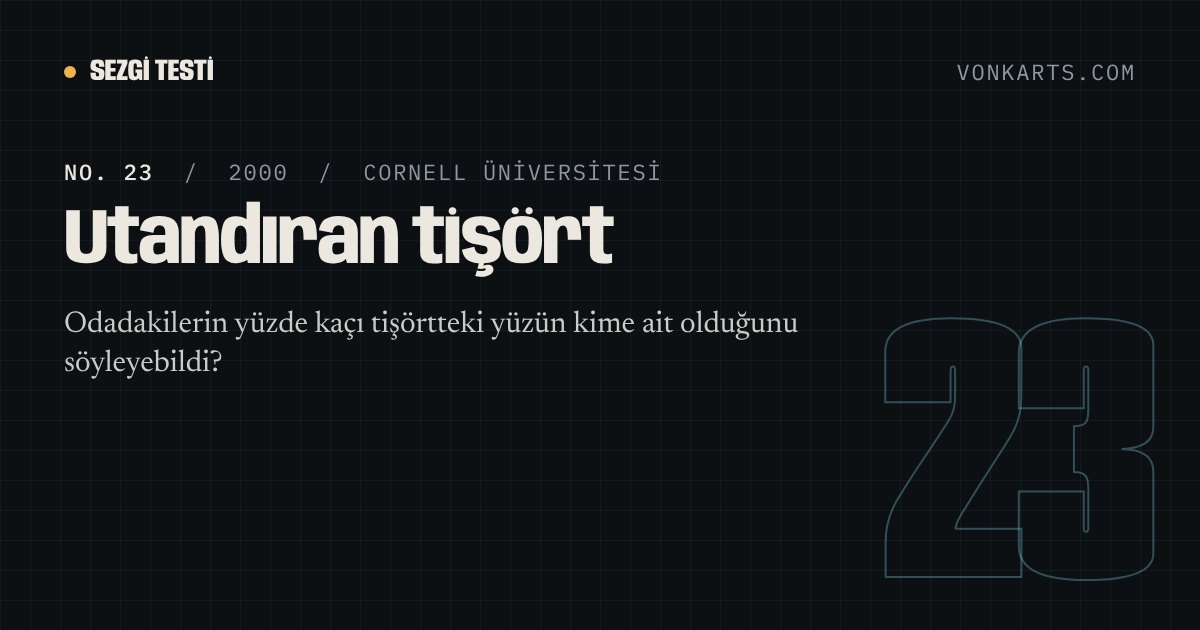 SEZGİ TESTİ
VONKARTS.COM
NO. 23 / 2000 / CORNELL ÜNİVERSİTESİ
Utandıran tişört
Odadakilerin yüzde kaçı tişörtteki yüzün kime ait olduğunu
söyleyebildi?
23